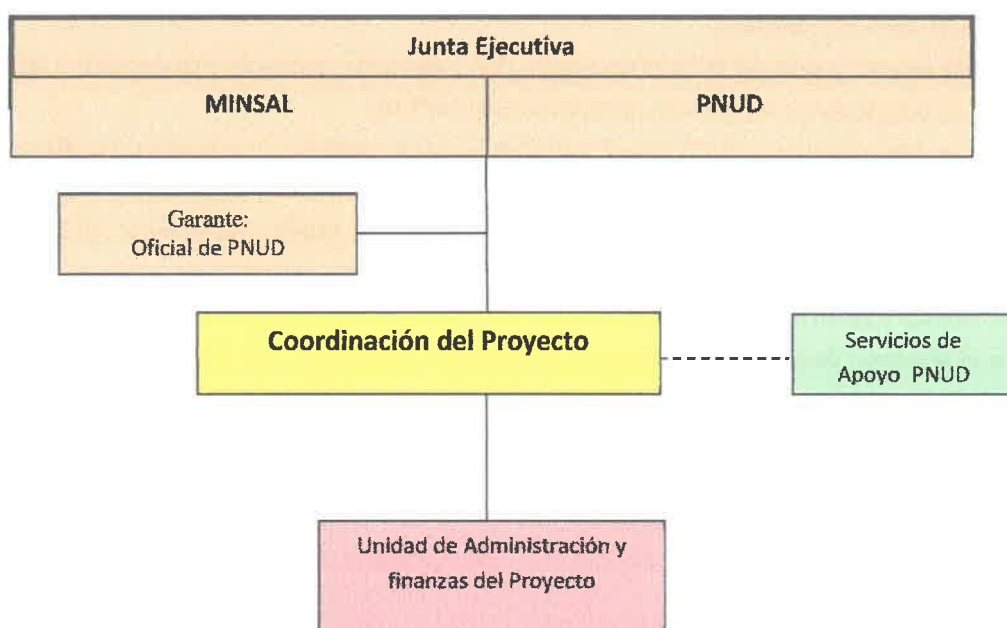 Junta Ejecutiva
MINSAL
PNUD
Garante:
Oficial de PNUD
Coordinación del Proyecto
Servicios de
Apoyo PNUD
Unidad de Administración y
finanzas del Proyecto